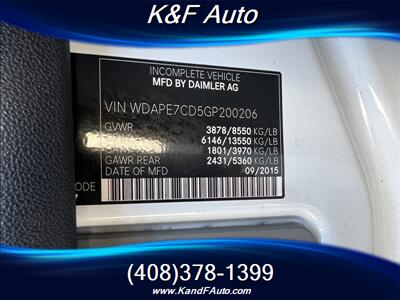 K&F Auto
INCOMPLETE VEHICLE
MFD BY DAIMLER AG
VIN WDAPE7CD5GP200206
GVWR 3878/8550 KG/LB
6146/13550 KG/LB
1801/3970 KG/LB
GAWR REAR 2431/5360 KG/LB
DATE OF MFD 09/2015
CODE
(408)378-1399
www.KandFAuto.com